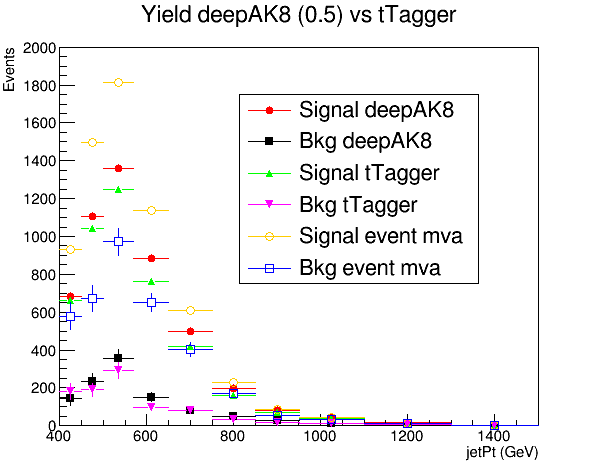 Yield deepAK8 (0.5) vs tTagger
Events
2000
1800
1600
1400
1200
1000
800
600
400
200
0
Signal deepAK8
Bkg deepAK8
Signal tTagger
Bkg tTagger
Signal event mva
Bkg event mva
400 600 800 1000 1200 1400
jetPt (GeV)